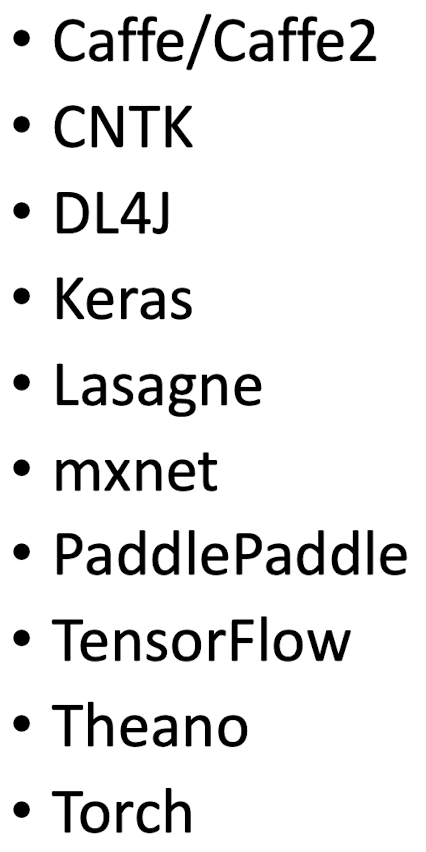 • Caffe/Caffe2
• CNTK
• DL4J
• Keras
• Lasagne
• mxnet
• PaddlePaddle
• TensorFlow
• Theano
• Torch